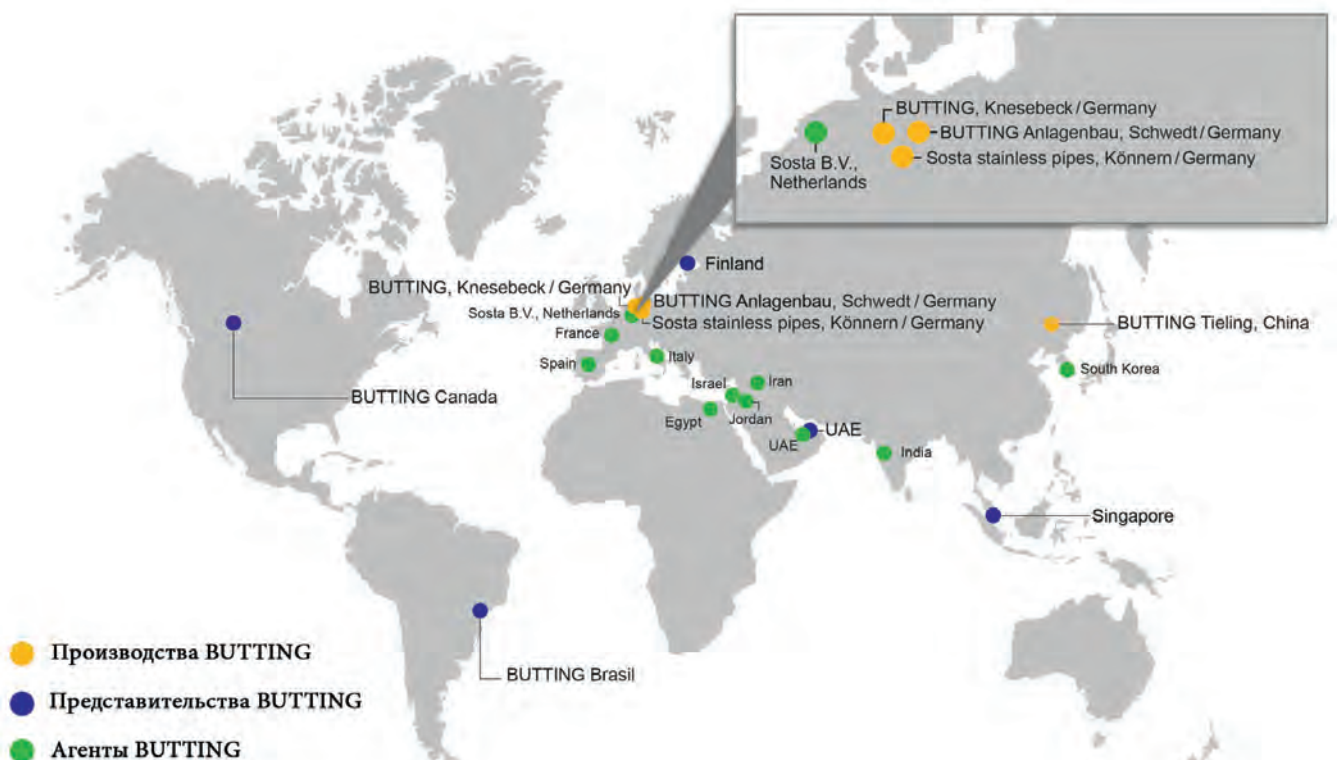 BUTTING, Knesebeck / Germany
BUTTING Anlagenbau, Schwedt / Germany
Sosta stainless pipes, Könnern / Germany
Sosta B.V.,
Netherlands
Finland
BUTTING, Knesebeck / Germany
BUTTING Anlagenbau, Schwedt / Germany
Sosta B.V., Netherlands
Sosta stainless pipes, Könnern / Germany
BUTTING Tieling, China
France
Italy
Spain
South Korea
Iran
Israel
BUTTING Canada
Jordan
Egypt
UAE
UAE
India
Singapore
Производства BUTTING
BUTTING Brasil
Представительства BUTTING
Агенты BUTTING